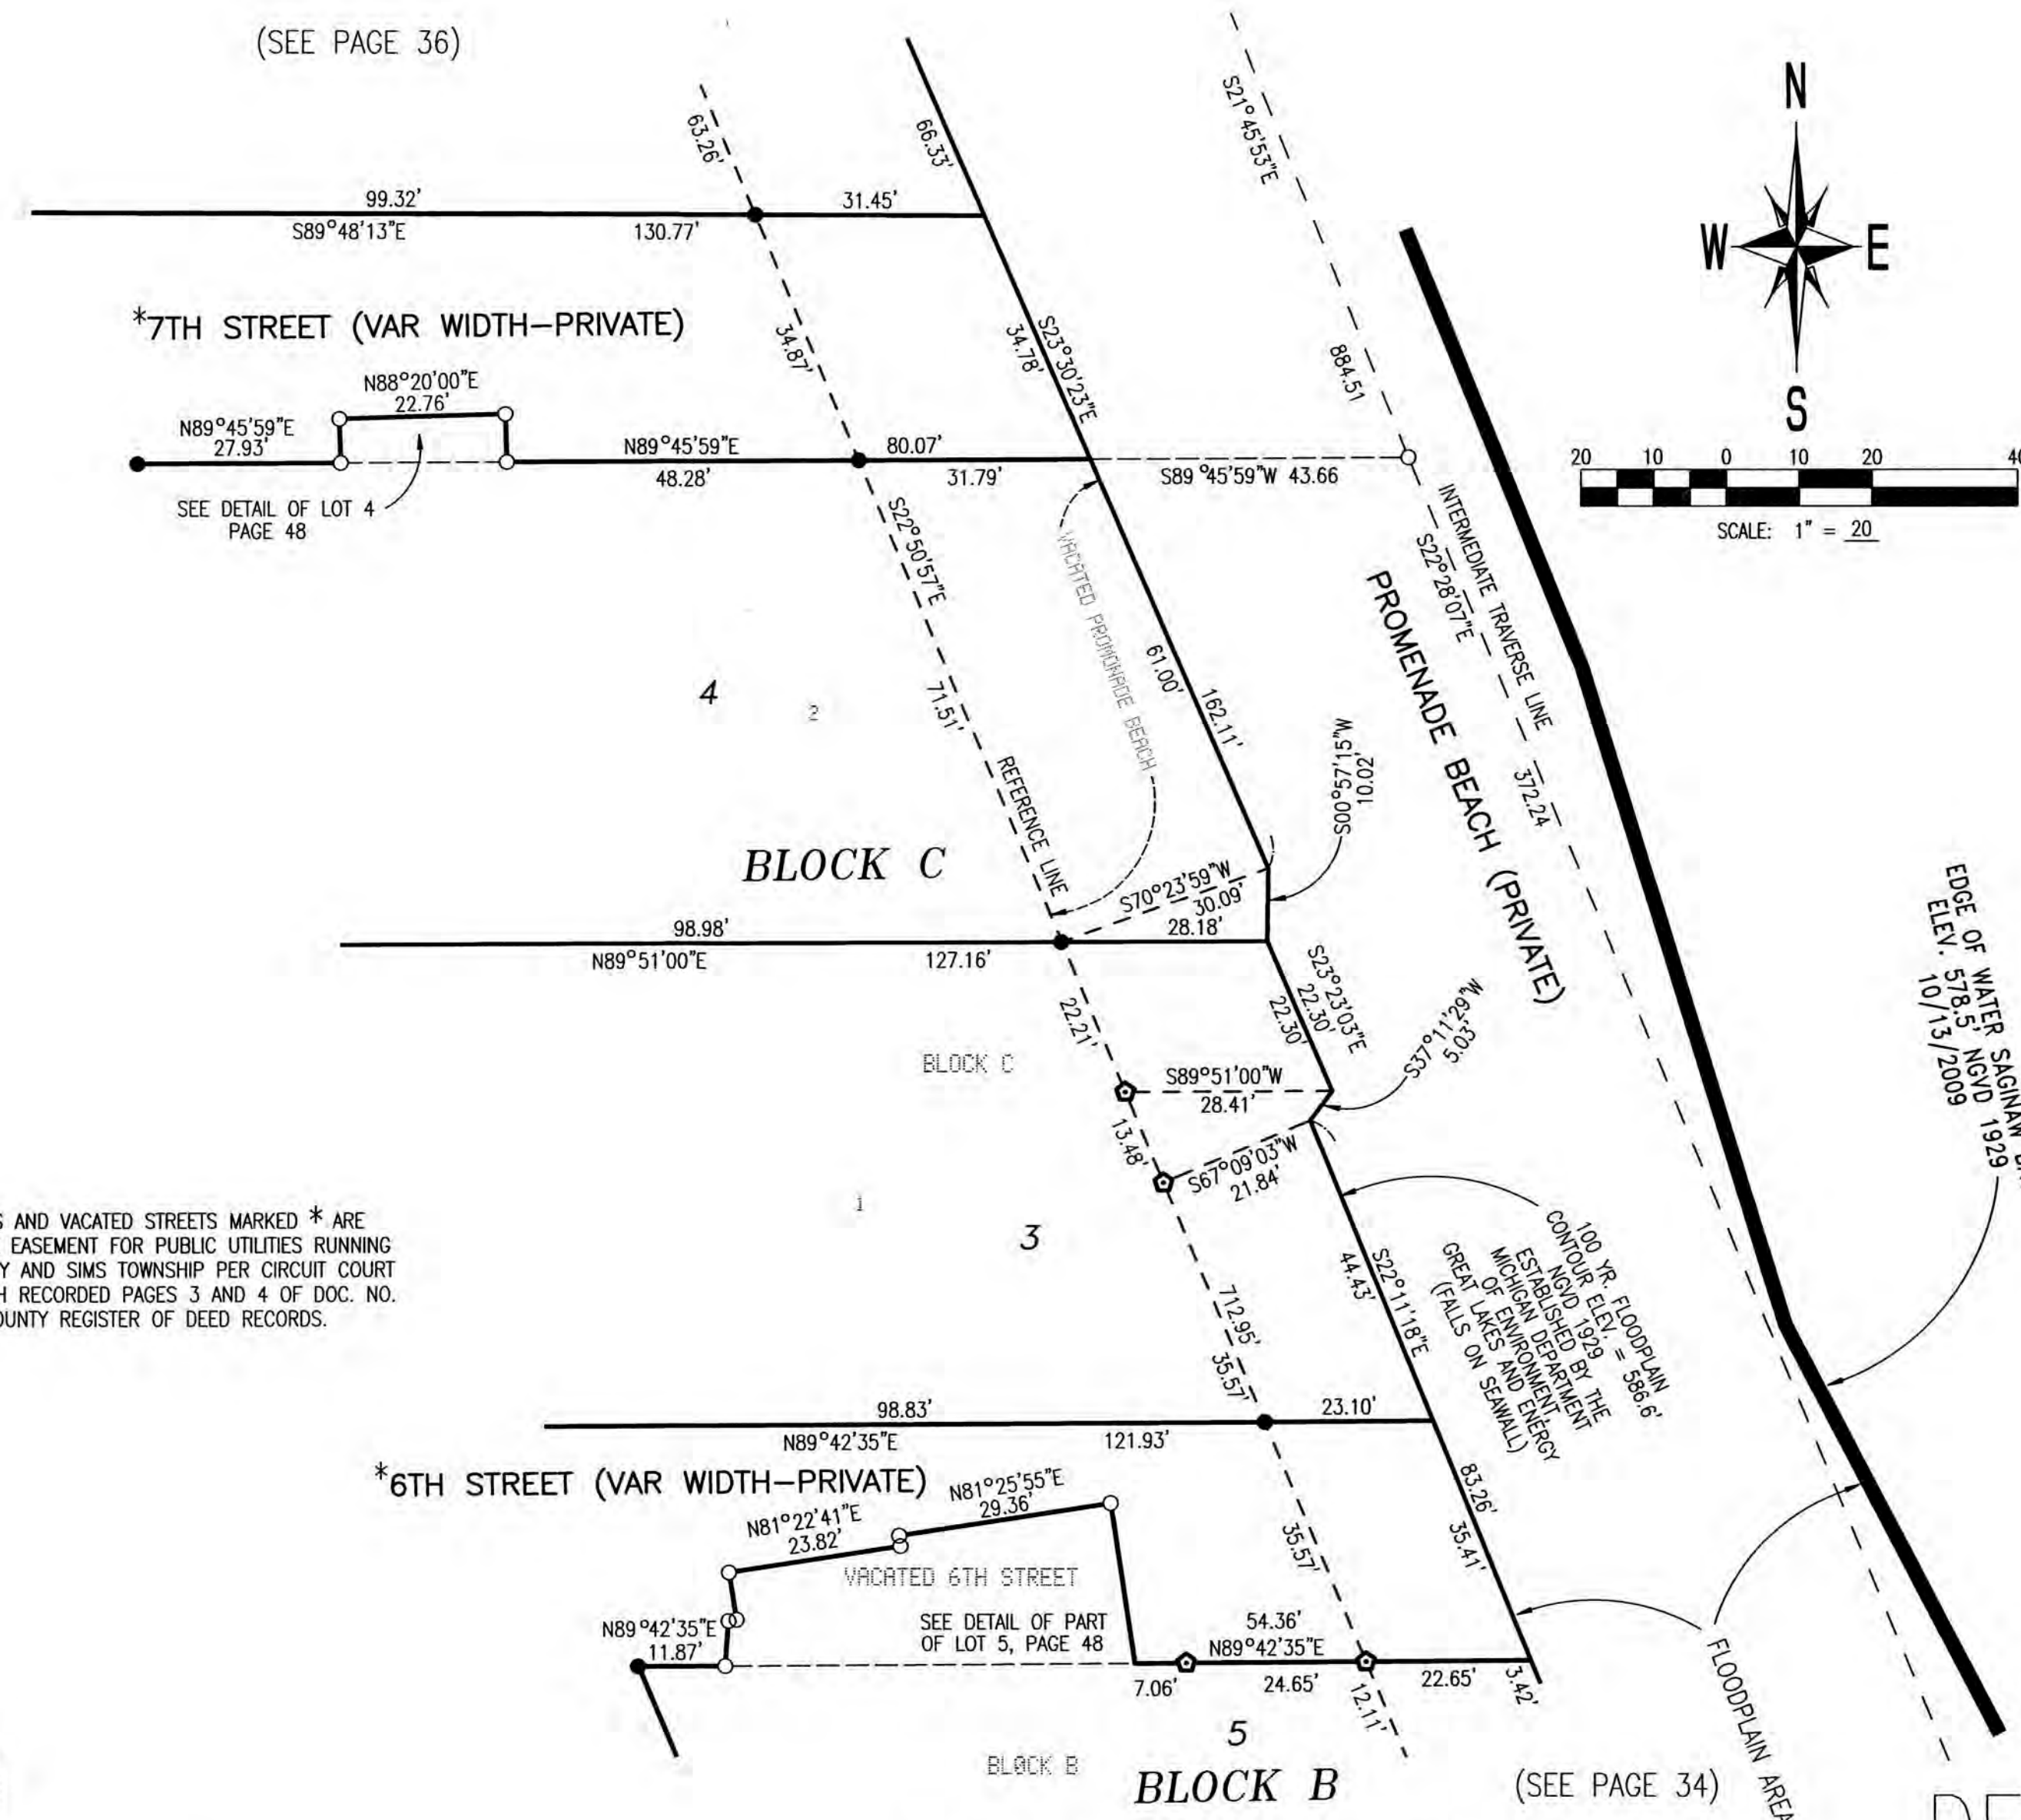 (SEE PAGE 36)
N
W
E
S
20 10 0 10 20 40
SCALE: 1" = 20
63.26'
66.33'
S21°45'53"E
884.51
99.32'
31.45'
S89°48'13"E
130.77'
*7TH STREET (VAR WIDTH-PRIVATE)
34.87'
S23°30'23"E
34.78'
N88°20'00"E
22.76'
N89°45'59"E
27.93'
N89°45'59"E
80.07'
48.28'
31.79'
S89°45'59"W 43.66
SEE DETAIL OF LOT 4
PAGE 48
S22°50'57"E
71.51'
REFERENCE LINE
VACATED PROMONADE BEACH
61.00'
162.11'
INTERMEDIATE TRAVERSE LINE
S22°28'07"E
372.24
PROMENADE BEACH (PRIVATE)
4
2
S00°57'15"W
10.02'
BLOCK C
S70°23'59"W
30.09'
98.98'
28.18'
N89°51'00"E
127.16'
22.21'
S23°23'03"E
22.30'
22.30'
S37°11'29"W
5.03'
BLOCK C
S89°51'00"W
28.41'
13.48'
S67°09'03"W
21.84'
1
3
EDGE OF WATER SAGINAW
ELEV. 578.5' NGVD 1929
10/13/2009
AND VACATED STREETS MARKED * ARE
EASEMENT FOR PUBLIC UTILITIES RUNNING
AND SIMS TOWNSHIP PER CIRCUIT COURT
RECORDED PAGES 3 AND 4 OF DOC. NO.
REGISTER OF DEED RECORDS.
712.95'
35.57'
44.43'
S22°11'18"E
100 YR. FLOODPLAIN
CONTOUR ELEV. = 586.6'
NGVD 1929
ESTABLISHED BY THE
MICHIGAN DEPARTMENT
OF ENVIRONMENT,
GREAT LAKES AND ENERGY
(FALLS ON SEAWALL)
98.83'
23.10'
N89°42'35"E
121.93'
*6TH STREET (VAR WIDTH-PRIVATE)
N81°25'55"E
29.36'
N81°22'41"E
23.82'
35.57'
83.26'
35.41'
VACATED 6TH STREET
SEE DETAIL OF PART
OF LOT 5, PAGE 48
N89°42'35"E
11.87'
54.36'
N89°42'35"E
7.06'
24.65'
22.65'
3.42'
12.11'
5
BLOCK B
BLOCK B
(SEE PAGE 34)
FLOODPLAIN AREA